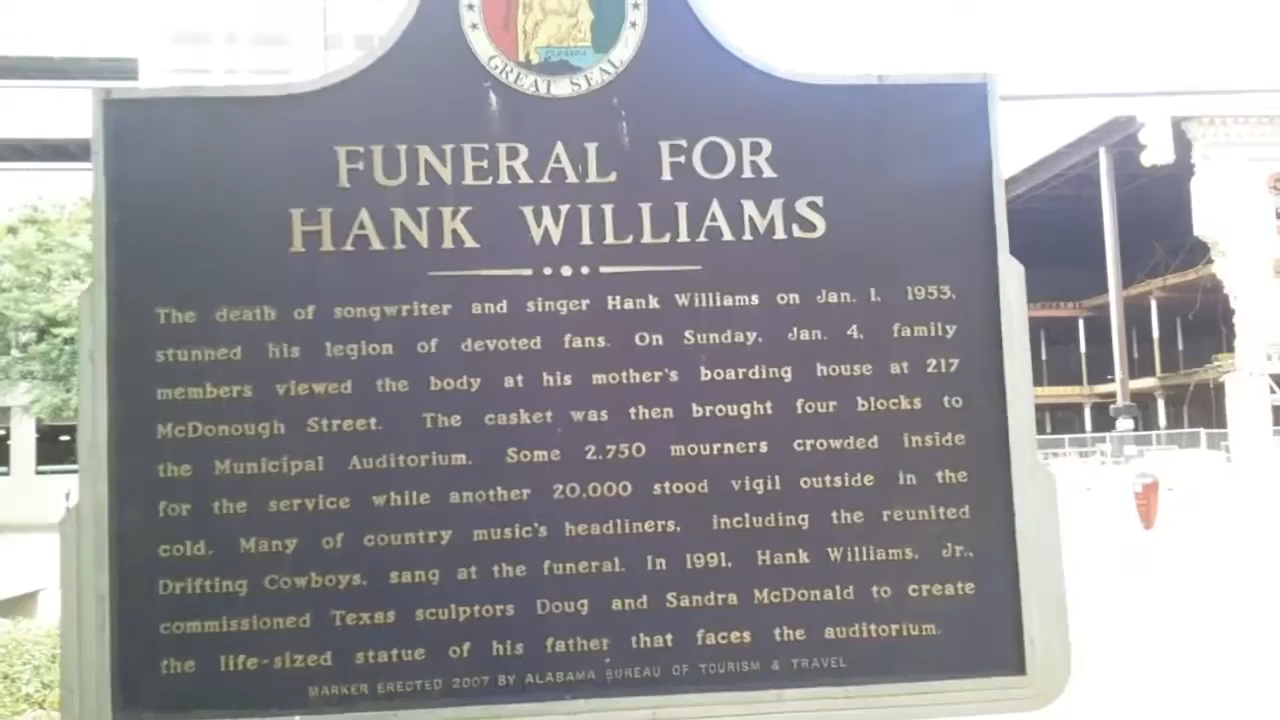 FLORIDA
GREAT SEAL
FUNERAL FOR
HANK WILLIAMS
The death of songwriter and singer Hank Williams on Jan. 1, 1953,
stunned his legion of devoted fans. On Sunday, Jan. 4, family
members viewed the body at his mother's boarding house at 217
McDonough Street. The casket was then brought four blocks to
the Municipal Auditorium. Some 2,750 mourners crowded inside
for the service while another 20,000 stood vigil outside in the
cold. Many of country music's headliners, including the reunited
Drifting Cowboys, sang at the funeral. In 1991, Hank Williams, Jr.,
commissioned Texas sculptors Doug and Sandra McDonald to create
the life-sized statue of his father that faces the auditorium.
MARKER ERECTED 2007 BY ALABAMA BUREAU OF TOURISM & TRAVEL